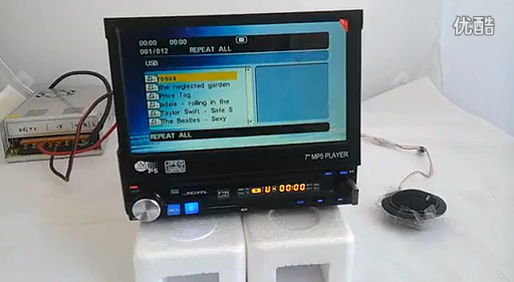 优酷
00:00 00:00
001/012 REPEAT ALL
USB
rosas
the neglected garden
Price Tag
adele - rolling in the
Taylor Swift - Safe S
The Beatles - Sexy
REPEAT ALL
7" MP5 PLAYER
U 00:00